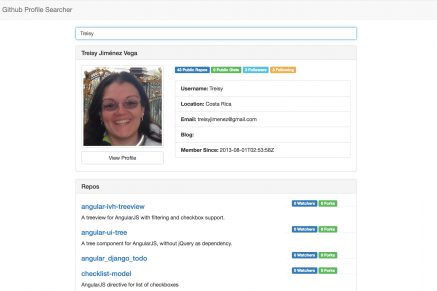 Github Profile Searcher
Treisy
Treisy Jiménez Vega
43 Public Repos 0 Public Gists 3 Followers 3 Following
Username: Treisy
Location: Costa Rica
Email: treisyjimenez@gmail.com
Blog:
Member Since: 2013-08-01T02:53:58Z
View Profile
Repos
angular-ivh-treeview 0 Watchers 0 Forks
A treeview for AngularJS with filtering and checkbox support.
angular-ui-tree 0 Watchers 0 Forks
A tree component for AngularJS, without jQuery as dependency.
angular_django_todo 0 Watchers 0 Forks
checklist-model 0 Watchers 0 Forks
AngularJS directive for list of checkboxes